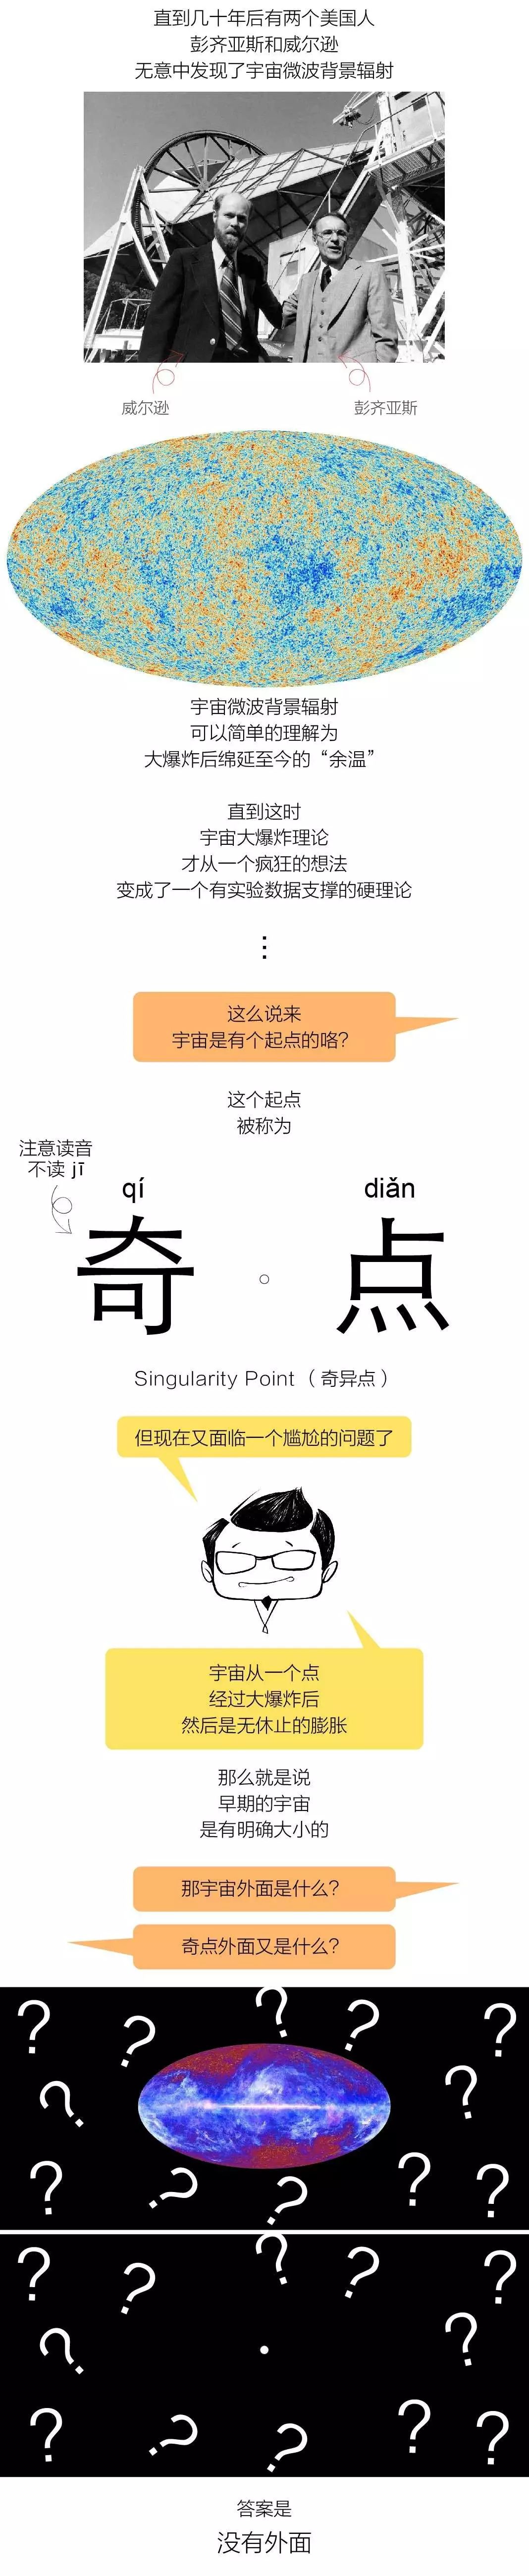 直到几十年后有两个美国人
彭齐亚斯和威尔逊
无意中发现了宇宙微波背景辐射
威尔逊
彭齐亚斯
宇宙微波背景辐射
可以简单的理解为
大爆炸后绵延至今的“余温”
直到这时
宇宙大爆炸理论
才从一个疯狂的想法
变成了一个有实验数据支撑的硬理论
⋮
这么说来
宇宙是有个起点的咯?
这个起点
被称为
注意读音
不读 jī
qí diǎn
奇。点
Singularity Point（奇异点）
但现在又面临一个尴尬的问题了
宇宙从一个点
经过大爆炸后
然后是无休止的膨胀
那么就是说
早期的宇宙
是有明确大小的
那宇宙外面是什么?
奇点外面又是什么?
? ? ? ? ?
? ?
? ? ? ? ?
? ? ? ? ?
? ?
? ? ? ? ?
答案是
没有外面